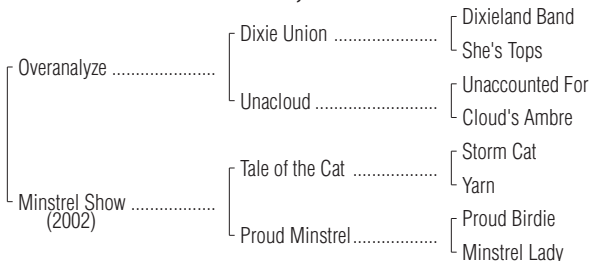 Dixieland Band
Dixie Union ..................
She's Tops
Overanalyze ......................
Unaccounted For
Unacloud .......................
Cloud's Ambre
Storm Cat
Tale of the Cat ...............
Yarn
Minstrel Show .................
(2002)
Proud Birdie
Proud Minstrel................
Minstrel Lady